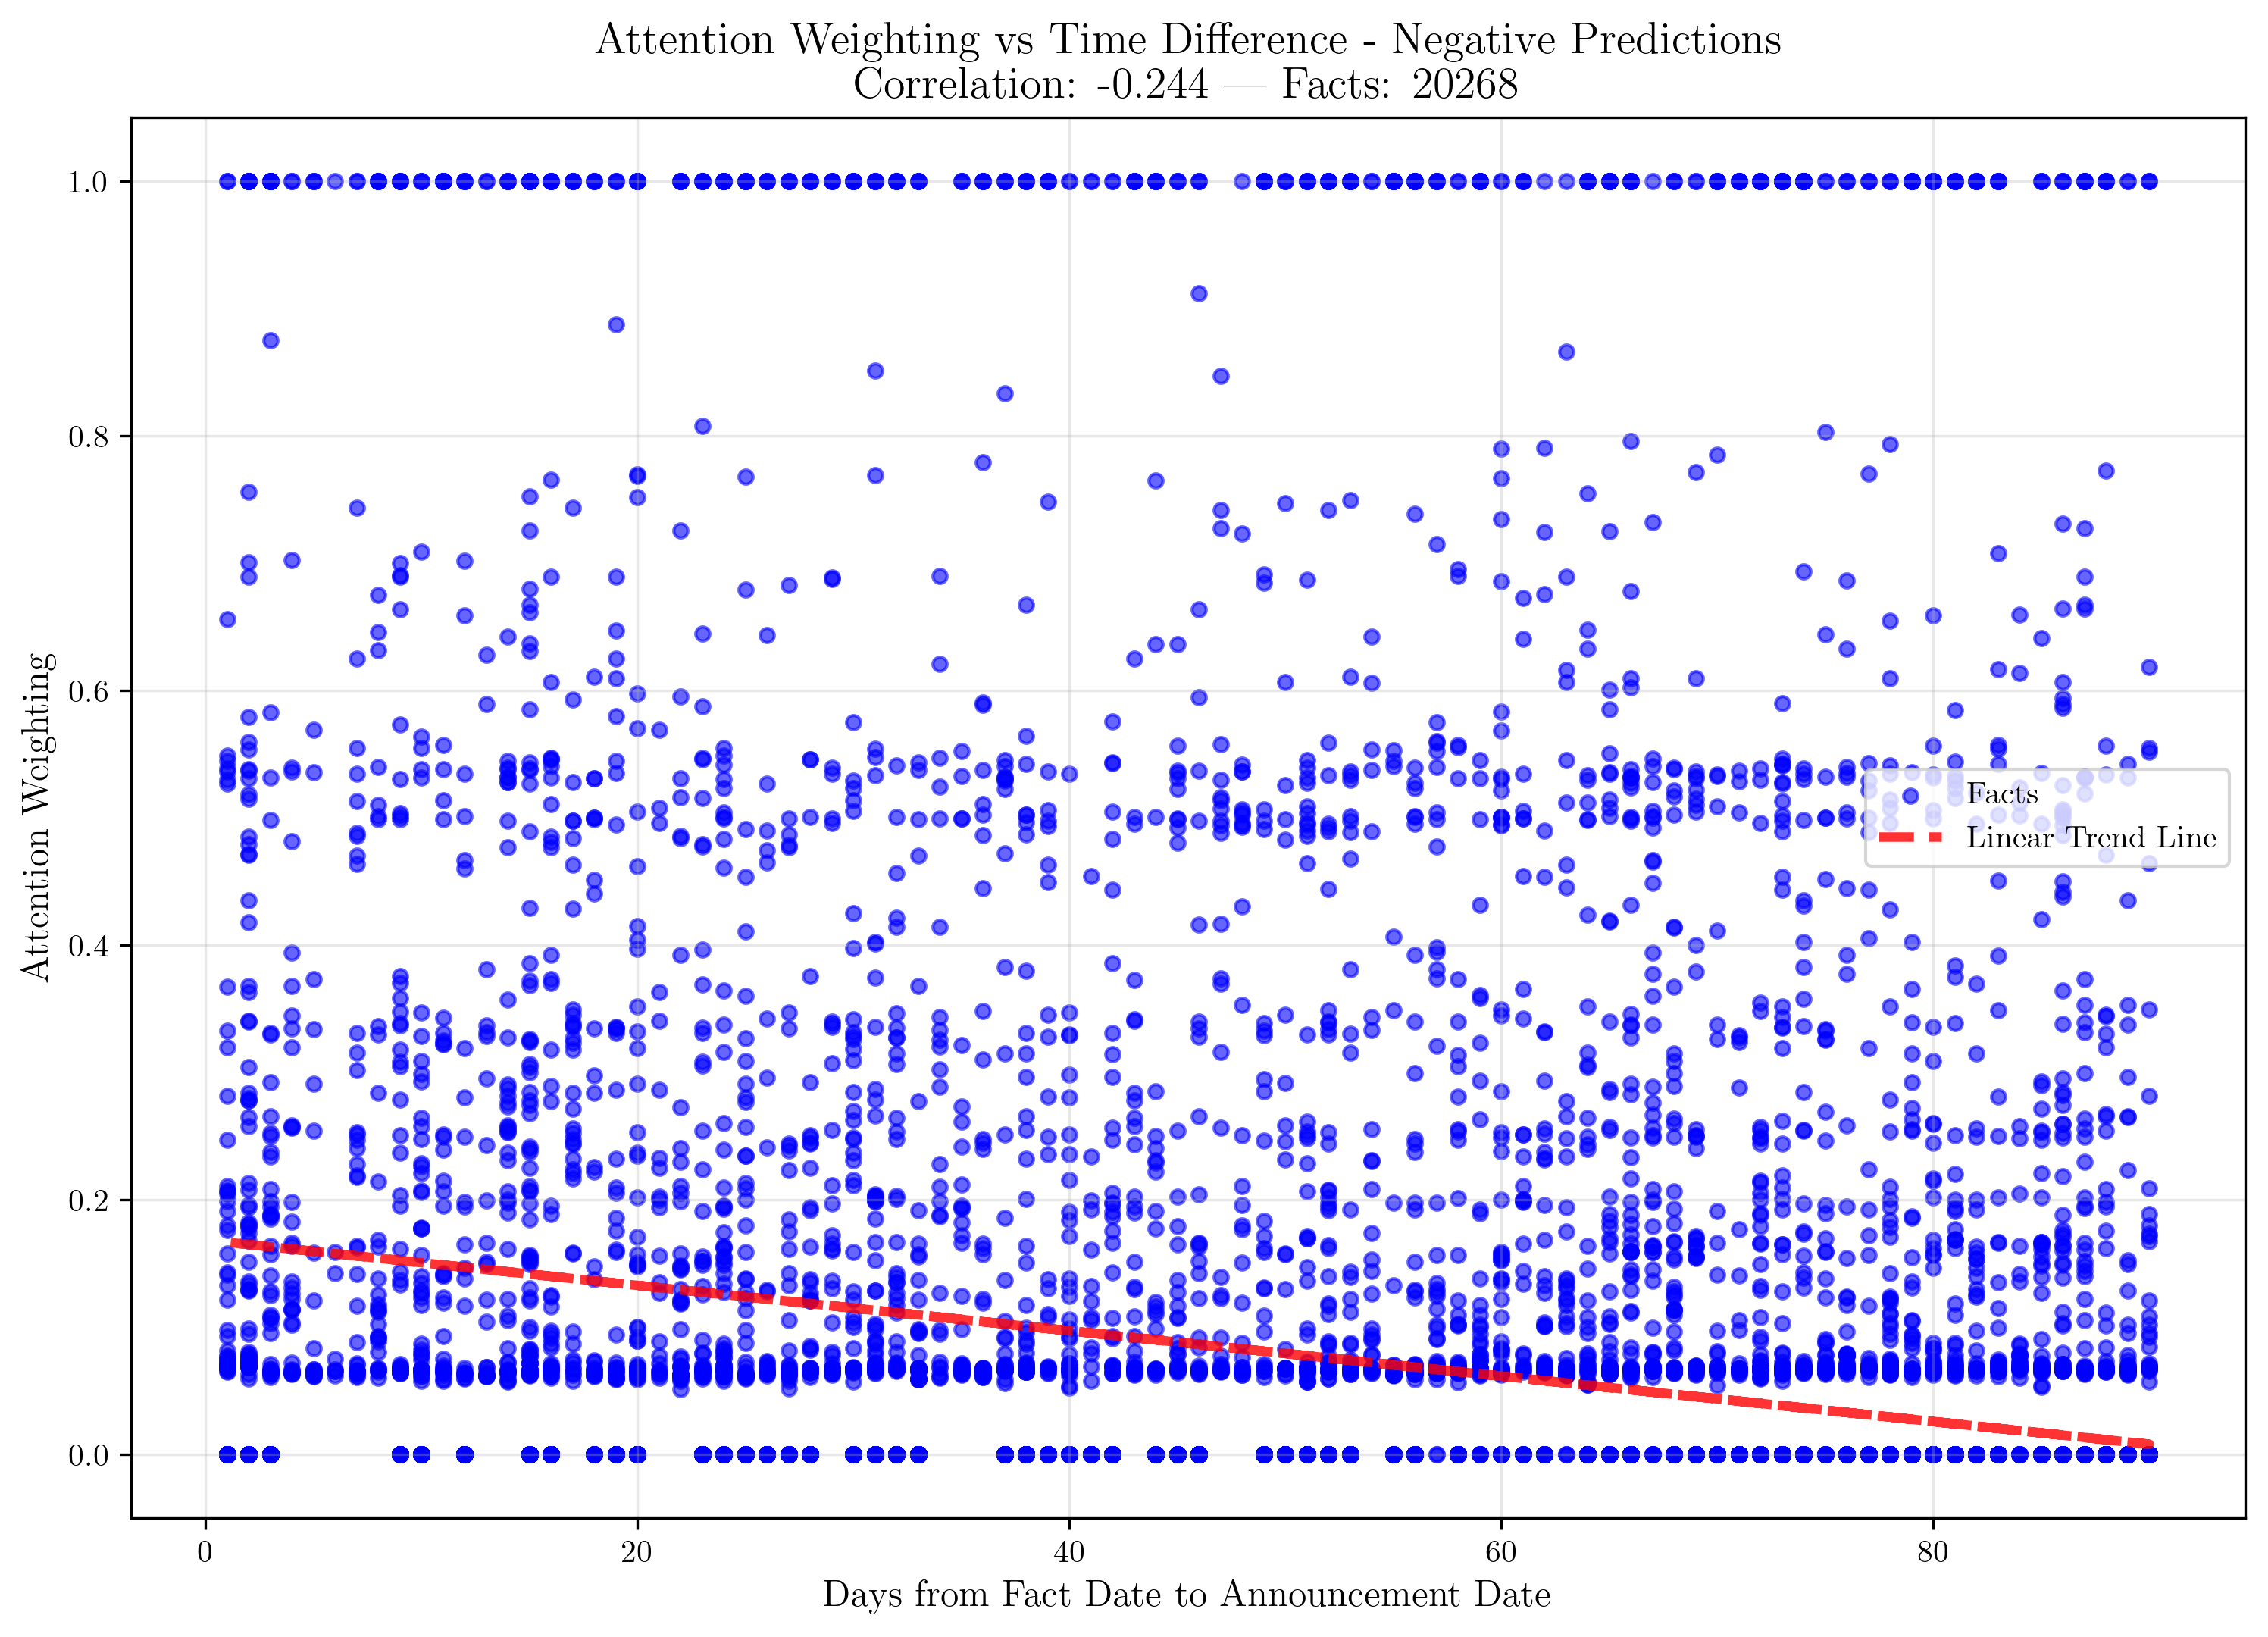 Attention Weighting vs Time Difference - Negative Predictions
Correlation: -0.244 — Facts: 20268
1.0
0.8
0.6
0.4
0.2
0.0
Attention Weighting
Facts
Linear Trend Line
0 20 40 60 80
Days from Fact Date to Announcement Date